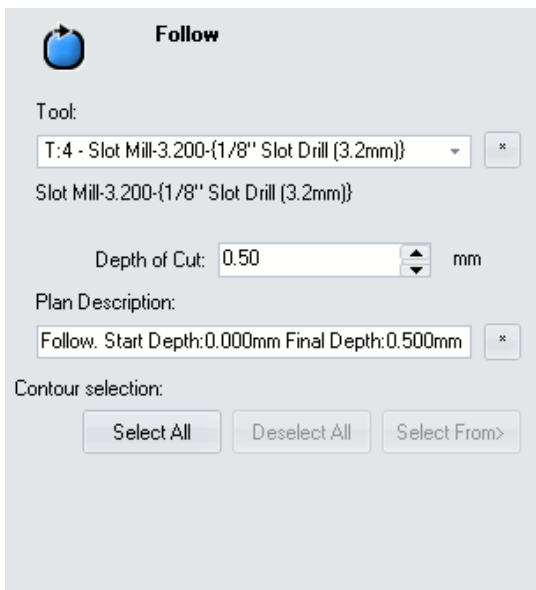 Follow
Tool:
T:4 - Slot Mill-3.200-{1/8'' Slot Drill (3.2mm)}
*
Slot Mill-3.200-{1/8'' Slot Drill (3.2mm)}
Depth of Cut: 0.50 mm
Plan Description:
Follow. Start Depth:0.000mm Final Depth:0.500mm
*
Contour selection:
Select All Deselect All Select From>